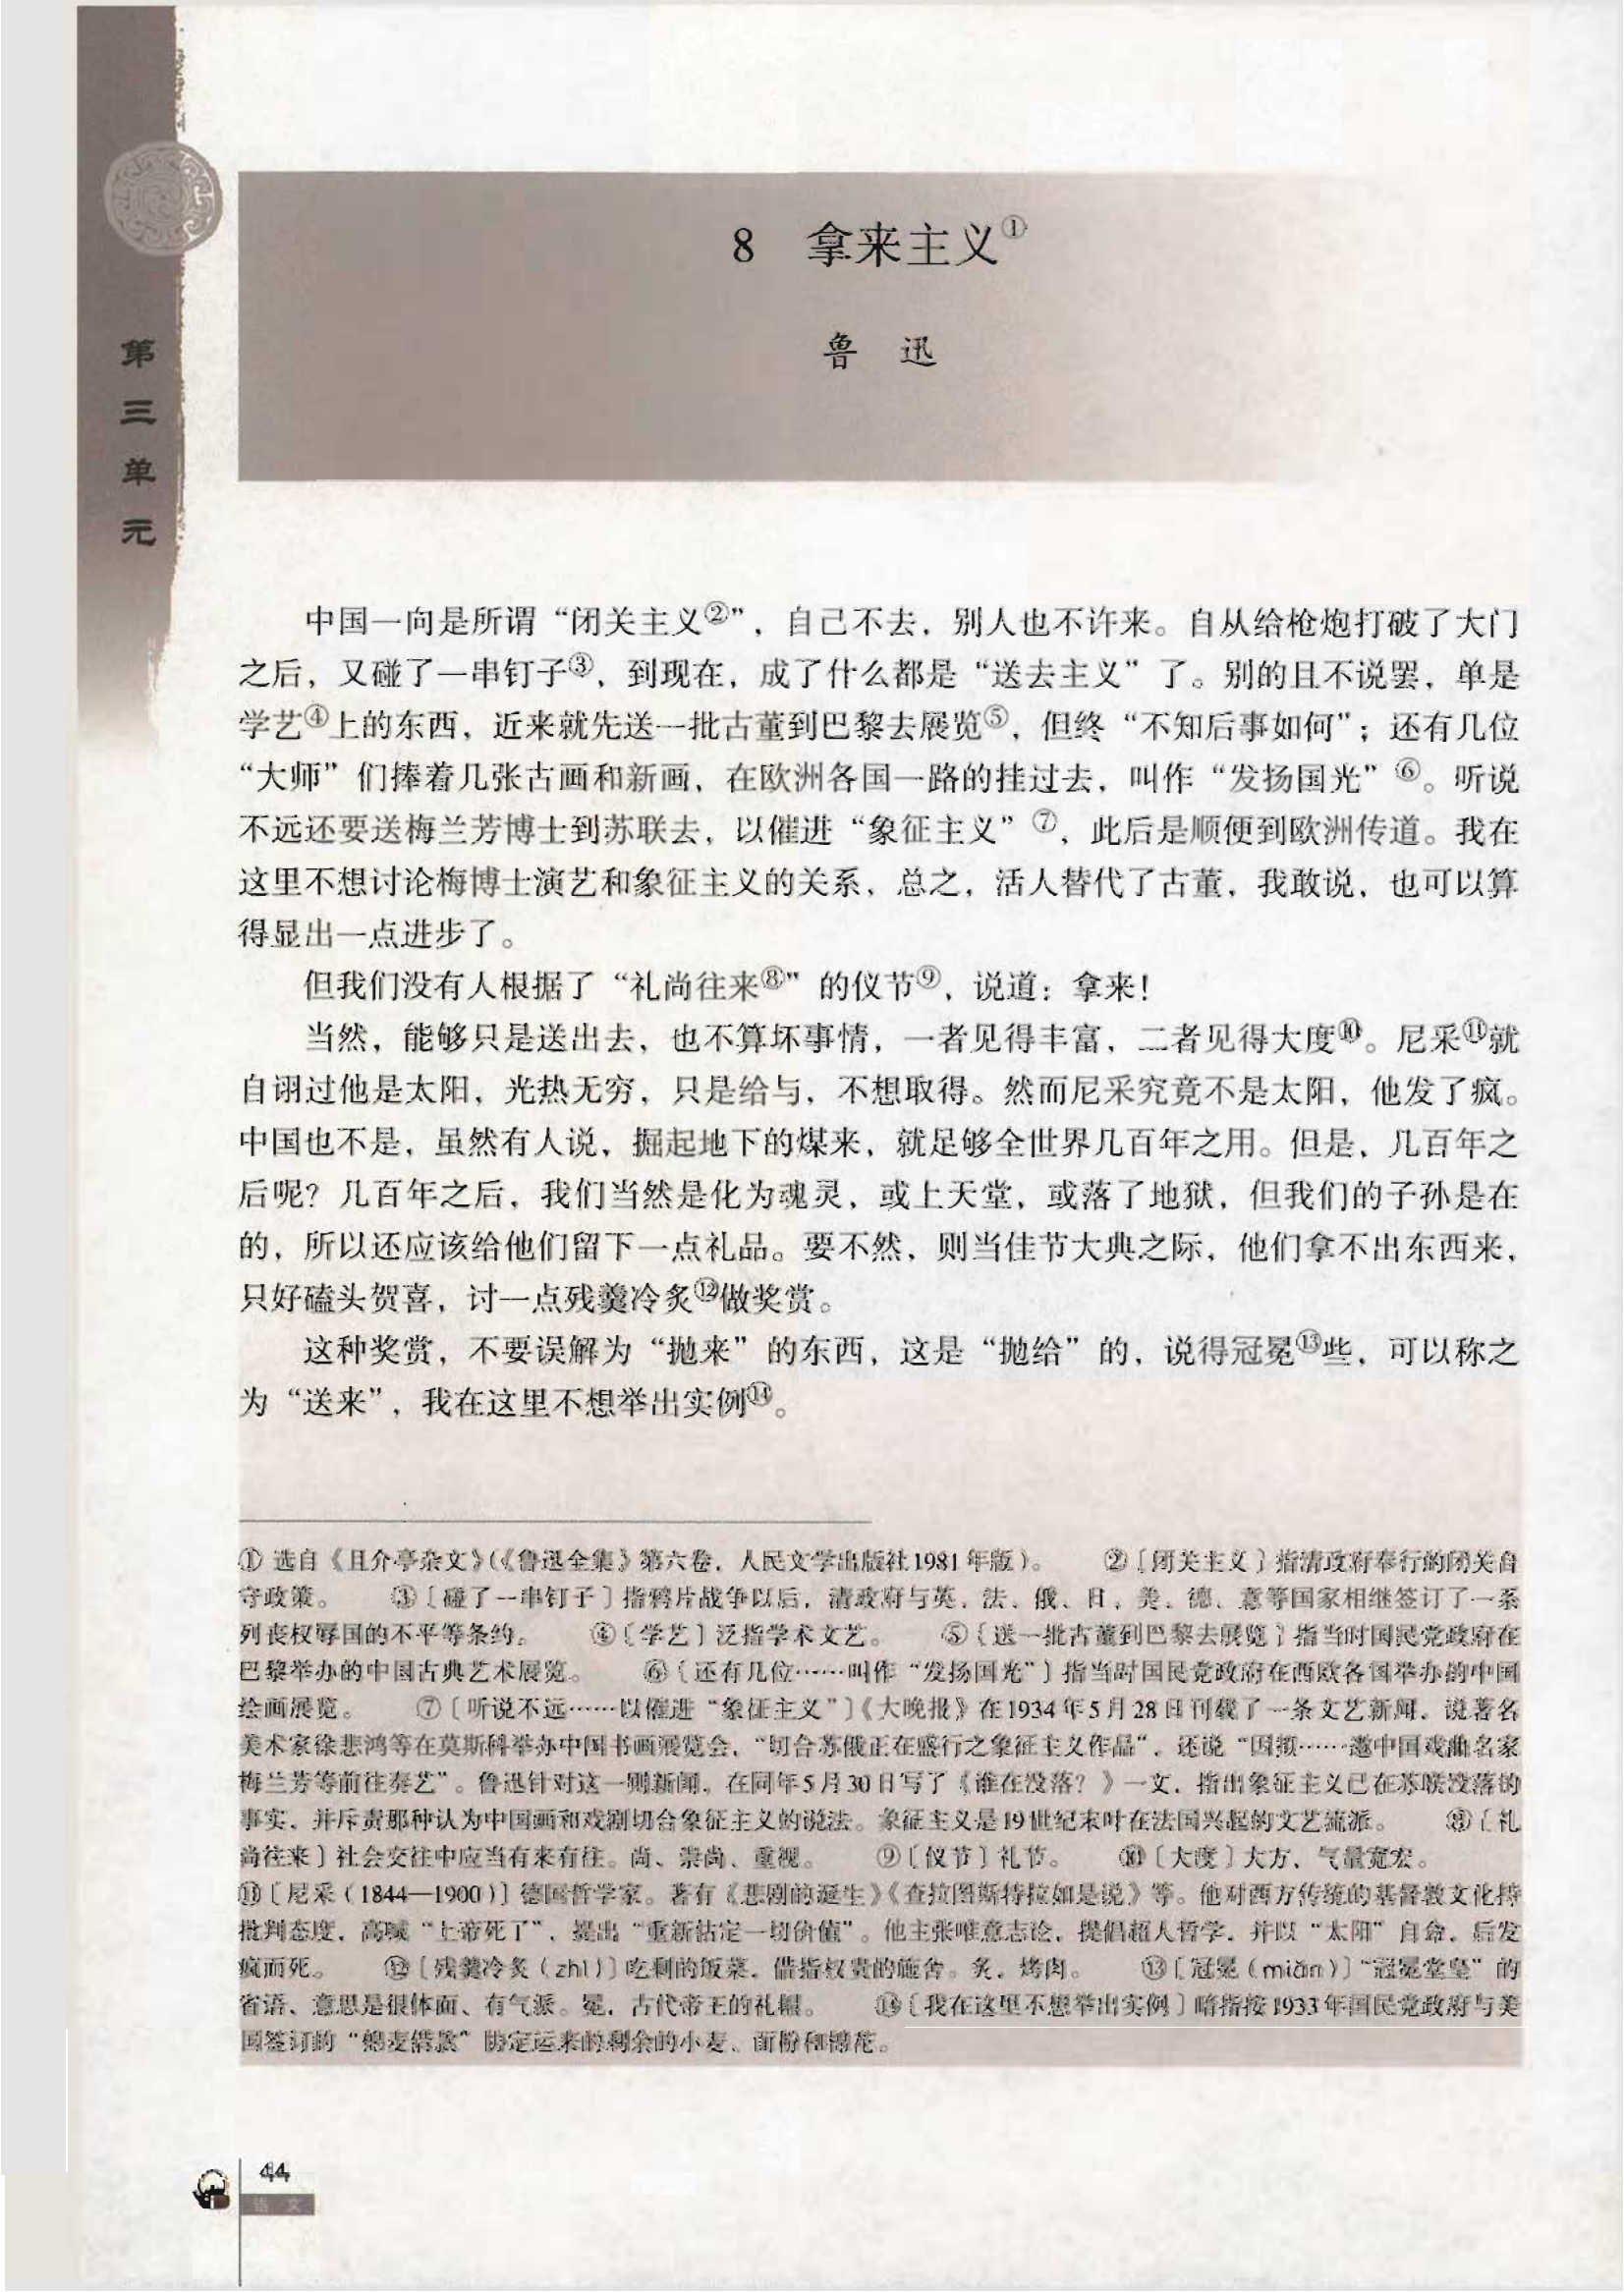 第三单元
8 拿来主义①
鲁 迅
中国一向是所谓“闭关主义②”，自己不去，别人也不许来。自从给枪炮打破了大门
之后，又碰了一串钉子③，到现在，成了什么都是“送去主义”了。别的且不说罢，单是
学艺④上的东西，近来就先送一批古董到巴黎去展览⑤，但终“不知后事如何”；还有几位
“大师”们捧着几张古画和新画，在欧洲各国一路的挂过去，叫作“发扬国光”⑥。听说
不远还要送梅兰芳博士到苏联去，以催进“象征主义”⑦，此后是顺便到欧洲传道。我在
这里不想讨论梅博士演艺和象征主义的关系，总之，活人替代了古董，我敢说，也可以算
得显出一点进步了。
但我们没有人根据了“礼尚往来⑧”的仪节⑨，说道：拿来！
当然，能够只是送出去，也不算坏事情，一者见得丰富，二者见得大度⑩。尼采⑪就
自诩过他是太阳，光热无穷，只是给与，不想取得。然而尼采究竟不是太阳，他发了疯。
中国也不是，虽然有人说，掘起地下的煤来，就足够全世界几百年之用。但是，几百年之
后呢？几百年之后，我们当然是化为魂灵，或上天堂，或落了地狱，但我们的子孙是在
的，所以还应该给他们留下一点礼品。要不然，则当佳节大典之际，他们拿不出东西来，
只好磕头贺喜，讨一点残羹冷炙⑫做奖赏。
这种奖赏，不要误解为“抛来”的东西，这是“抛给”的，说得冠冕⑬些，可以称之
为“送来”，我在这里不想举出实例⑭。
① 选自《且介亭杂文》（《鲁迅全集》第六卷，人民文学出版社1981年版）。 ②〔闭关主义〕指清政府奉行的闭关自
守政策。 ③〔碰了一串钉子〕指鸦片战争以后，清政府与英、法、俄、日、美、德、意等国家相继签订了一系
列丧权辱国的不平等条约。 ④〔学艺〕泛指学术文艺。 ⑤〔送一批古董到巴黎去展览〕指当时国民党政府在
巴黎举办的中国古典艺术展览。 ⑥〔还有几位……叫作“发扬国光”〕指当时国民党政府在西欧各国举办的中国
绘画展览。 ⑦〔听说不远……以催进“象征主义”〕《大晚报》在1934年5月28日刊载了一条文艺新闻，说著名
美术家徐悲鸿等在莫斯科举办中国书画展览会，“切合苏俄正在盛行之象征主义作品”，还说“因拟……邀中国戏曲名家
梅兰芳等前往奏艺”。鲁迅针对这一则新闻，在同年5月30日写了《谁在没落？》一文，指出象征主义已在苏联没落的
事实，并斥责那种认为中国画和戏剧切合象征主义的说法。象征主义是19世纪末叶在法国兴起的文艺流派。 ⑧〔礼
尚往来〕社会交往中应当有来有往。尚、崇尚、重视。 ⑨〔仪节〕礼节。 ⑩〔大度〕大方，气量宽宏。
⑪〔尼采（1844—1900）〕德国哲学家。著有《悲剧的诞生》《查拉图斯特拉如是说》等。他对西方传统的基督教文化持
批判态度，高喊“上帝死了”，提出“重新估定一切价值”。他主张唯意志论，提倡超人哲学，并以“太阳”自命，后发
疯而死。 ⑫〔残羹冷炙（zhì）〕吃剩的饭菜，借指权贵的施舍。炙，烤肉。 ⑬〔冠冕（miǎn）〕“冠冕堂皇”的
省语、意思是很体面、有气派。冕，古代帝王的礼帽。 ⑭〔我在这里不想举出实例〕暗指按1933年国民党政府与美
国签订的“棉麦借款”协定运来的剩余的小麦、面粉和棉花。
44
语 文